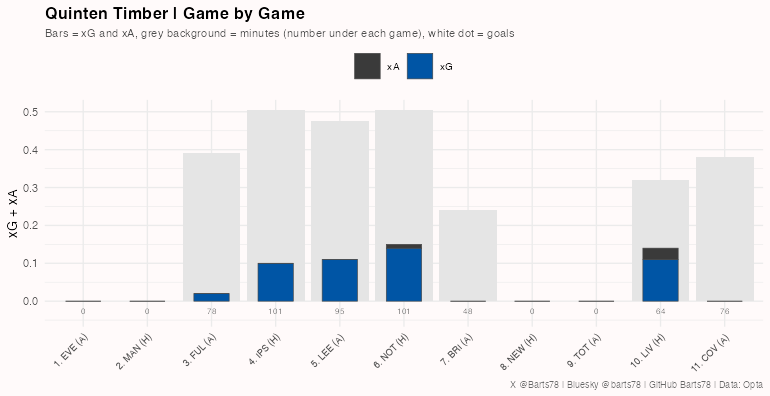 Quinten Timber | Game by Game
Bars = xG and xA, grey background = minutes (number under each game), white dot = goals
xA xG
xG + xA
0.5
0.4
0.3
0.2
0.1
0.0
0 0 78 101 95 101 48 0 0 64 76
1. EVE (A) 2. MAN (H) 3. FUL (A) 4. IPS (H) 5. LEE (A) 6. NOT (H) 7. BRI (A) 8. NEW (H) 9. TOT (A) 10. LIV (H) 11. COV (A)
X @Barts78 | Bluesky @barts78 | GitHub Barts78 | Data: Opta